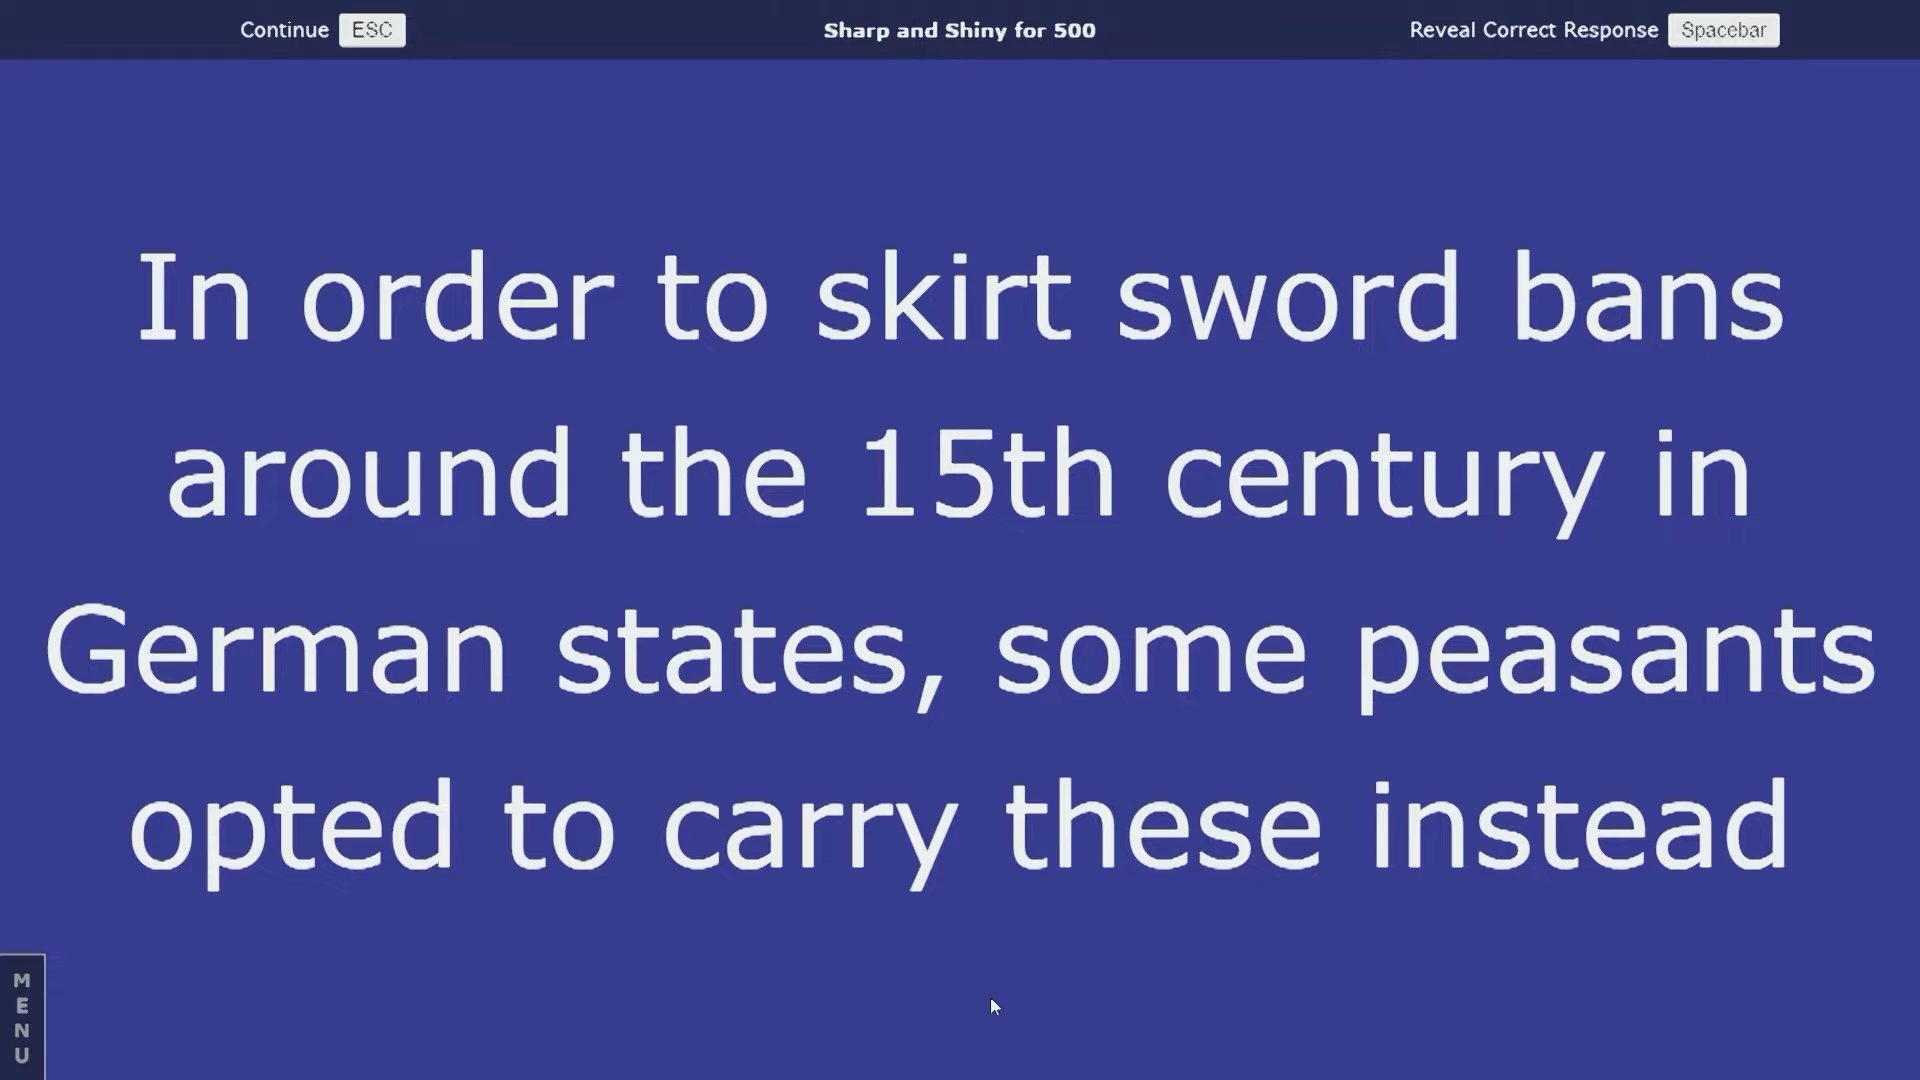 Continue ESC
Sharp and Shiny for 500
Reveal Correct Response Spacebar
In order to skirt sword bans
around the 15th century in
German states, some peasants
opted to carry these instead
MENU